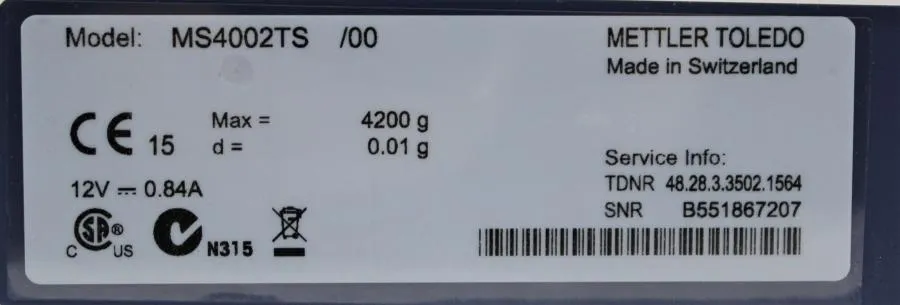 Model: MS4002TS /00
METTLER TOLEDO
Made in Switzerland
CE 15
Max = 4200 g
d = 0.01 g
12V ⎓ 0.84A
Service Info:
TDNR 48.28.3.3502.1564
SNR B551867207
C SA ® C US
N315